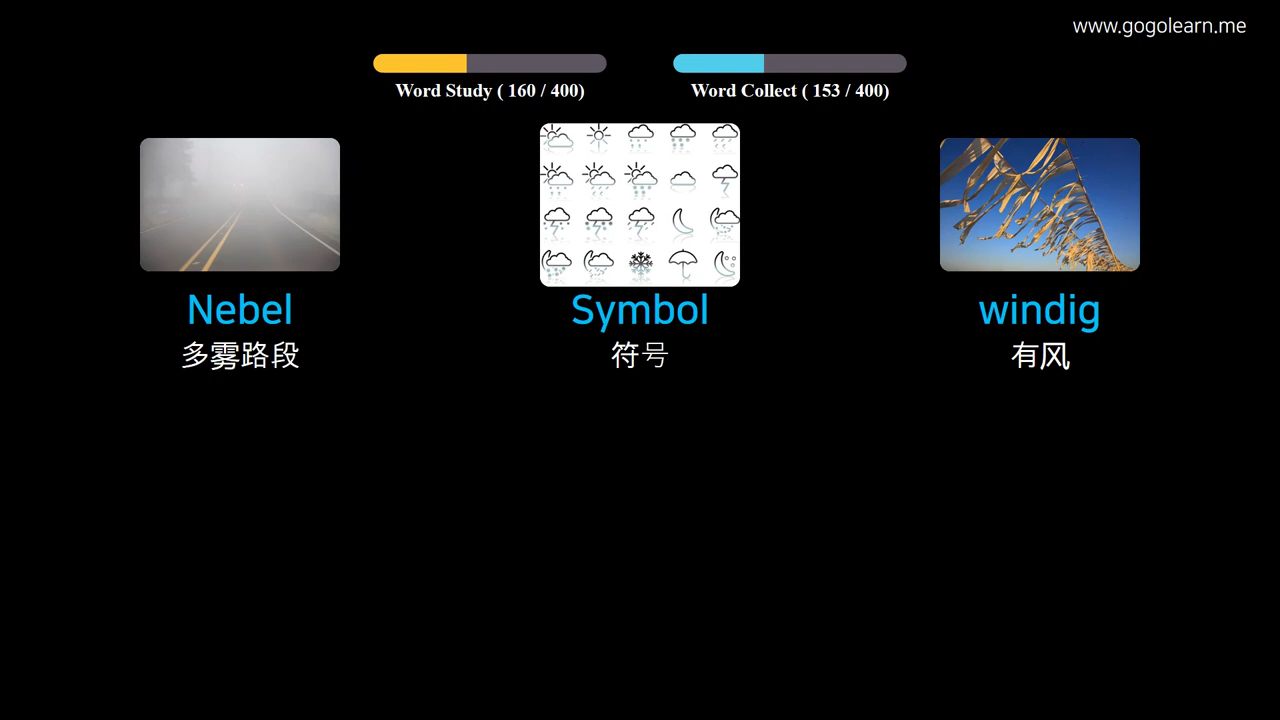 www.gogolearn.me
Word Study ( 160 / 400)
Word Collect ( 153 / 400)
Nebel
多雾路段
Symbol
符号
windig
有风